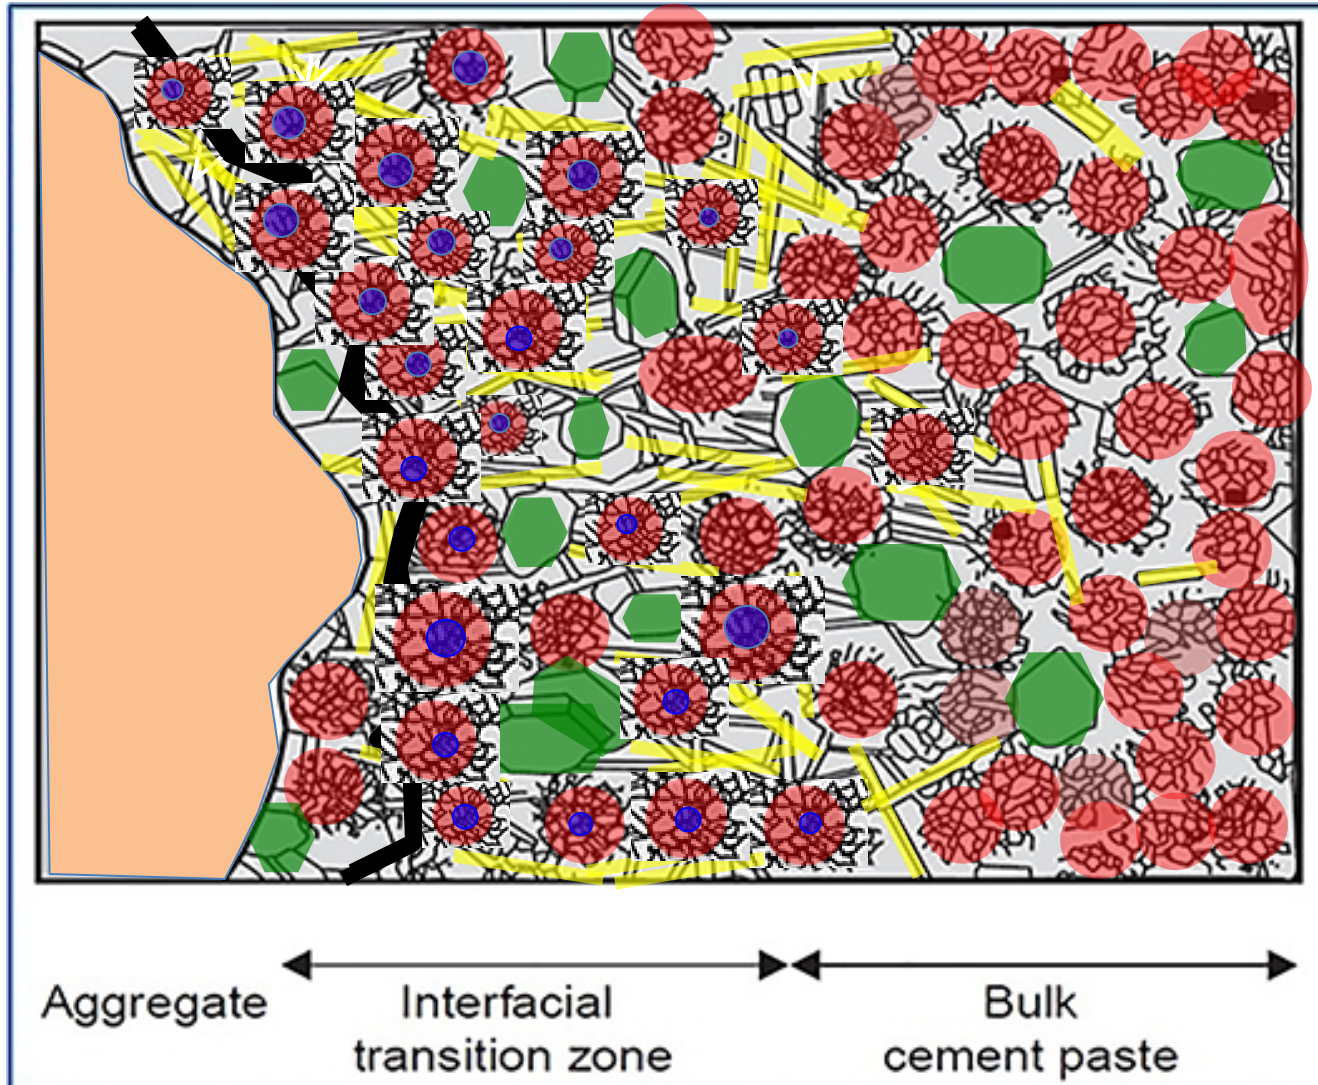 Aggregate
Interfacial
transition zone
Bulk
cement paste